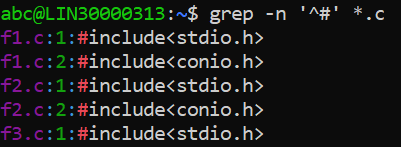 abc@LIN30000313:~$ grep -n '^#' *.c
f1.c:1:#include<stdio.h>
f1.c:2:#include<conio.h>
f2.c:1:#include<stdio.h>
f2.c:2:#include<conio.h>
f3.c:1:#include<stdio.h>